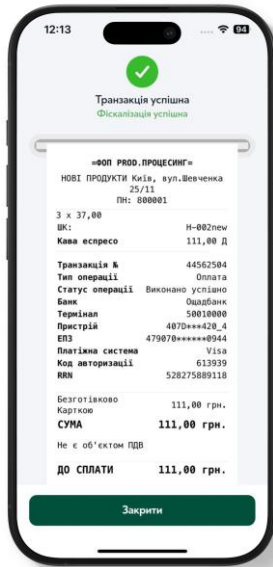 12:13
94
Транзакція успішна
Фіскалізація успішна
=ФОП PROD.ПРОЦЕСИНГ=
НОВІ ПРОДУКТИ Київ, вул.Шевченка
25/11
ПН: 800001
3 x 37,00
ШК: Н-002new
Кава еспресо 111,00 Д
Транзакція № 44562504
Тип операції Оплата
Статус операції Виконано успішно
Банк Ощадбанк
Термінал 50010000
Пристрій 407D***420_4
ЕПЗ 479070******0944
Платіжна система Visa
Код авторизації 613939
RRN 528275889118
Безготівково
Карткою 111,00 грн.
СУМА 111,00 грн.
Не є об'єктом ПДВ
ДО СПЛАТИ 111,00 грн.
Закрити